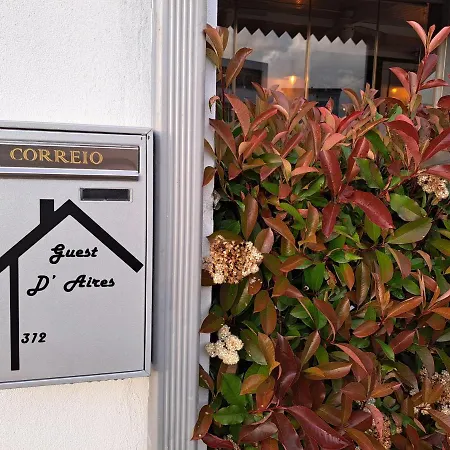 CORREIO
Guest
D' Aires
312